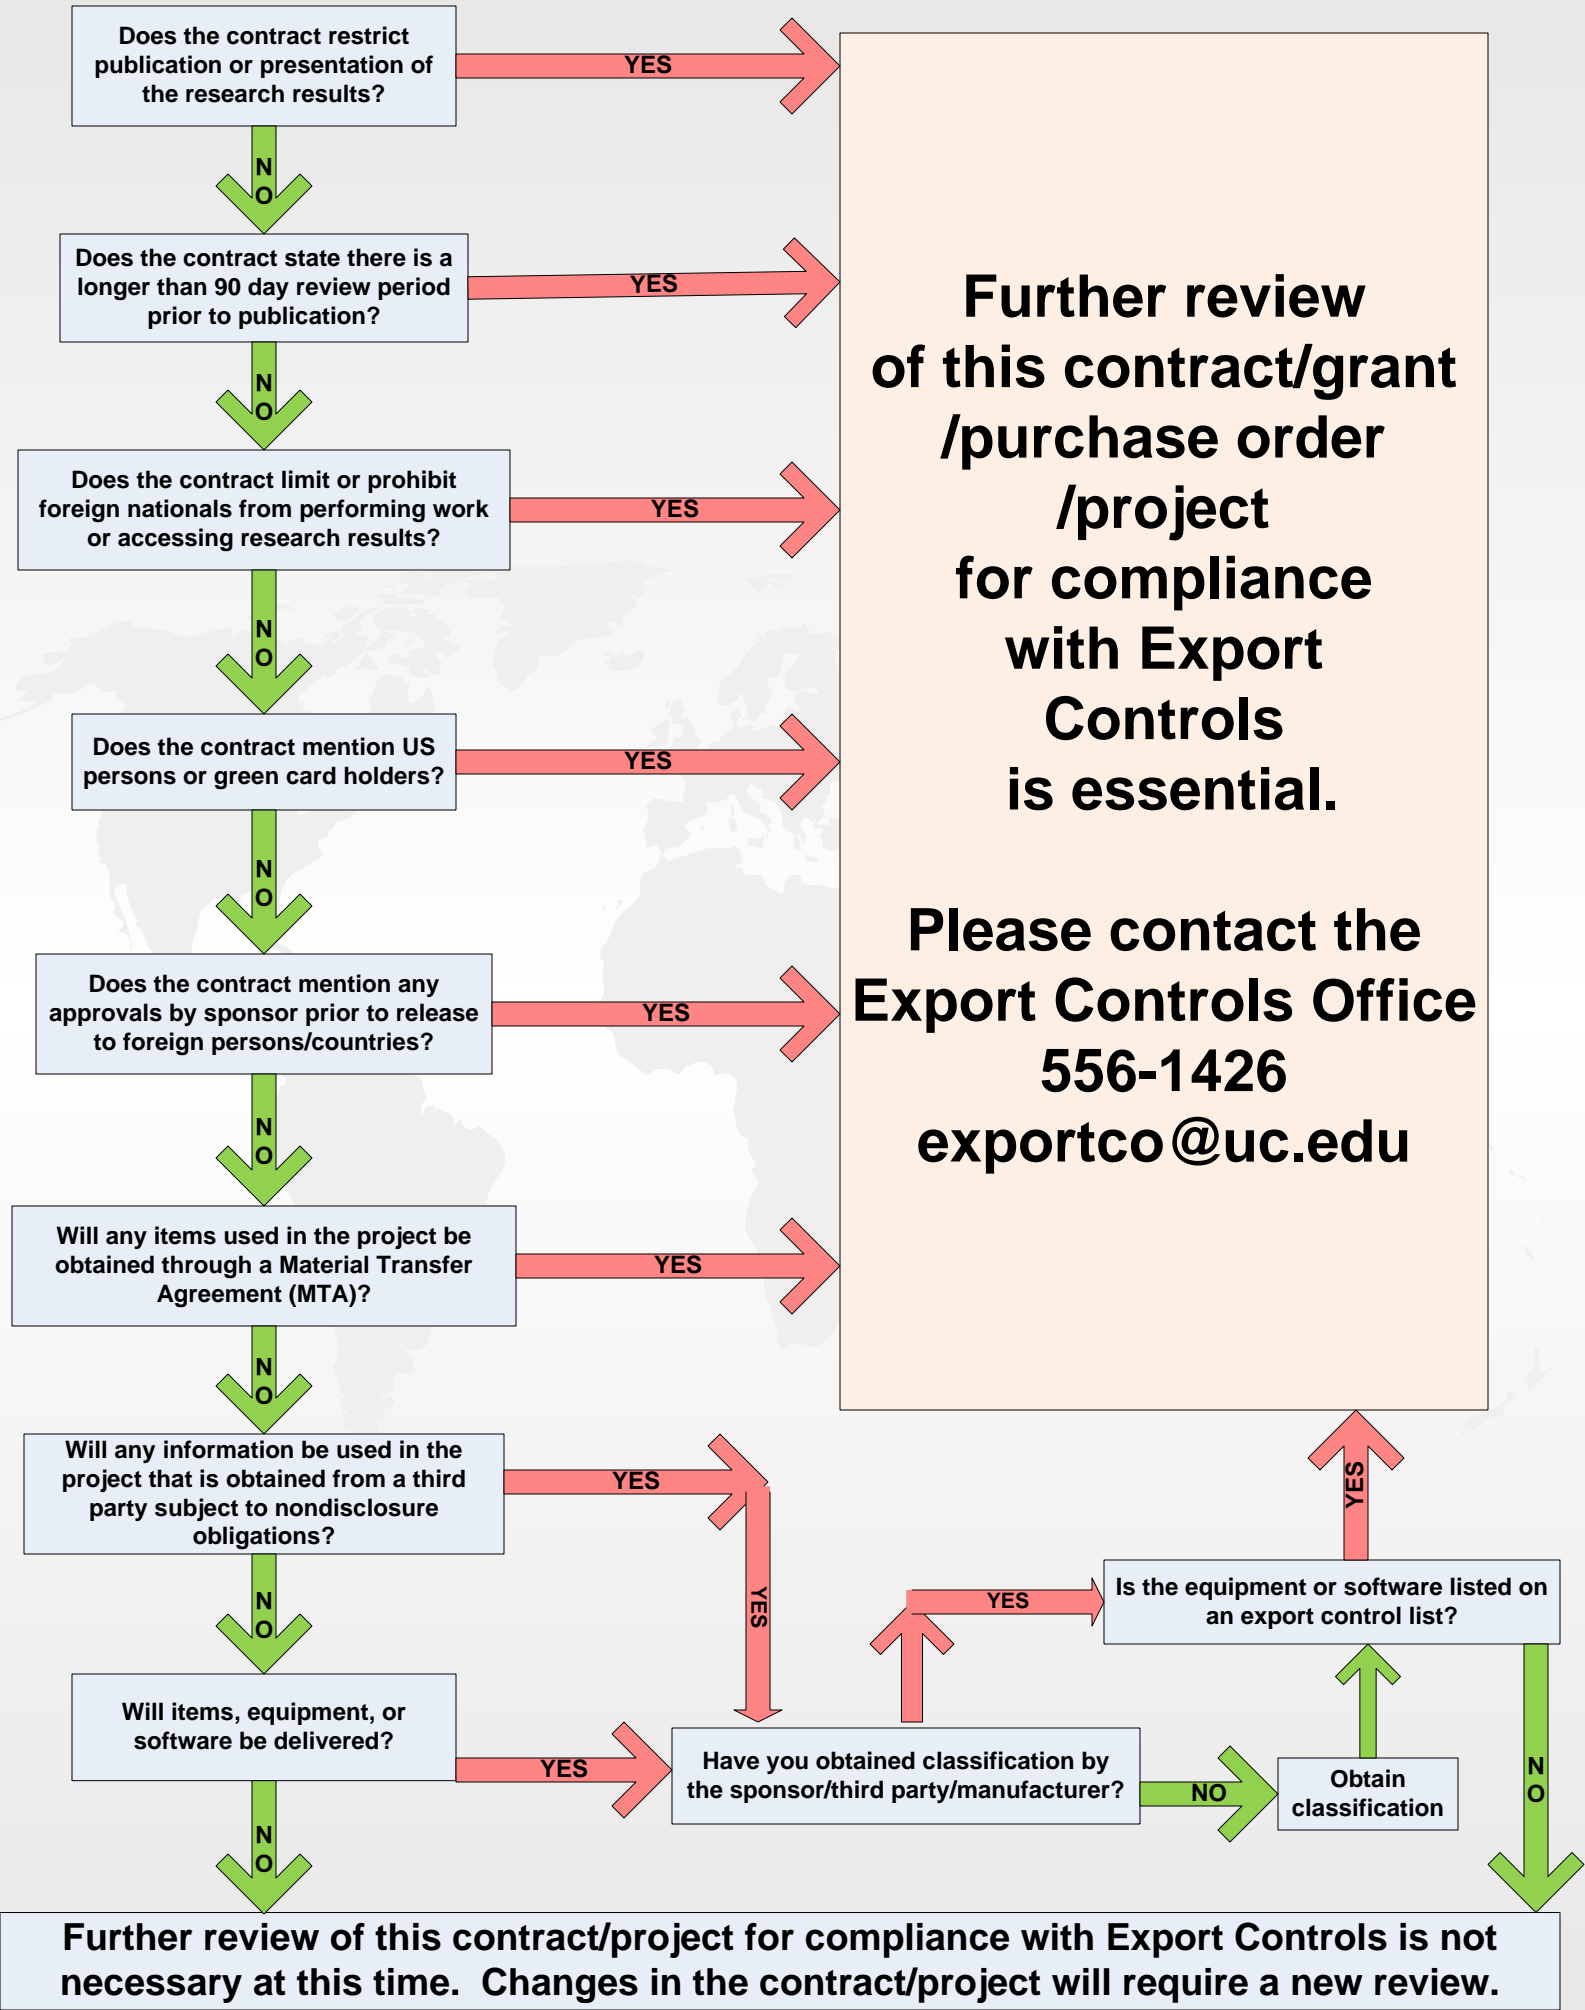 Does the contract restrict
publication or presentation of
the research results?
YES
N
O
Does the contract state there is a
longer than 90 day review period
prior to publication?
YES
N
O
Does the contract limit or prohibit
foreign nationals from performing work
or accessing research results?
YES
N
O
Does the contract mention US
persons or green card holders?
YES
N
O
Does the contract mention any
approvals by sponsor prior to release
to foreign persons/countries?
YES
N
O
Will any items used in the project be
obtained through a Material Transfer
Agreement (MTA)?
YES
N
O
Further review
of this contract/grant
/purchase order
/project
for compliance
with Export
Controls
is essential.
Please contact the
Export Controls Office
556-1426
exportco@uc.edu
Will any information be used in the
project that is obtained from a third
party subject to nondisclosure
obligations?
YES
YES
N
O
Will items, equipment, or
software be delivered?
YES
N
O
Have you obtained classification by
the sponsor/third party/manufacturer?
YES
NO
Obtain
classification
Is the equipment or software listed on
an export control list?
YES
N
O
Further review of this contract/project for compliance with Export Controls is not
necessary at this time.  Changes in the contract/project will require a new review.